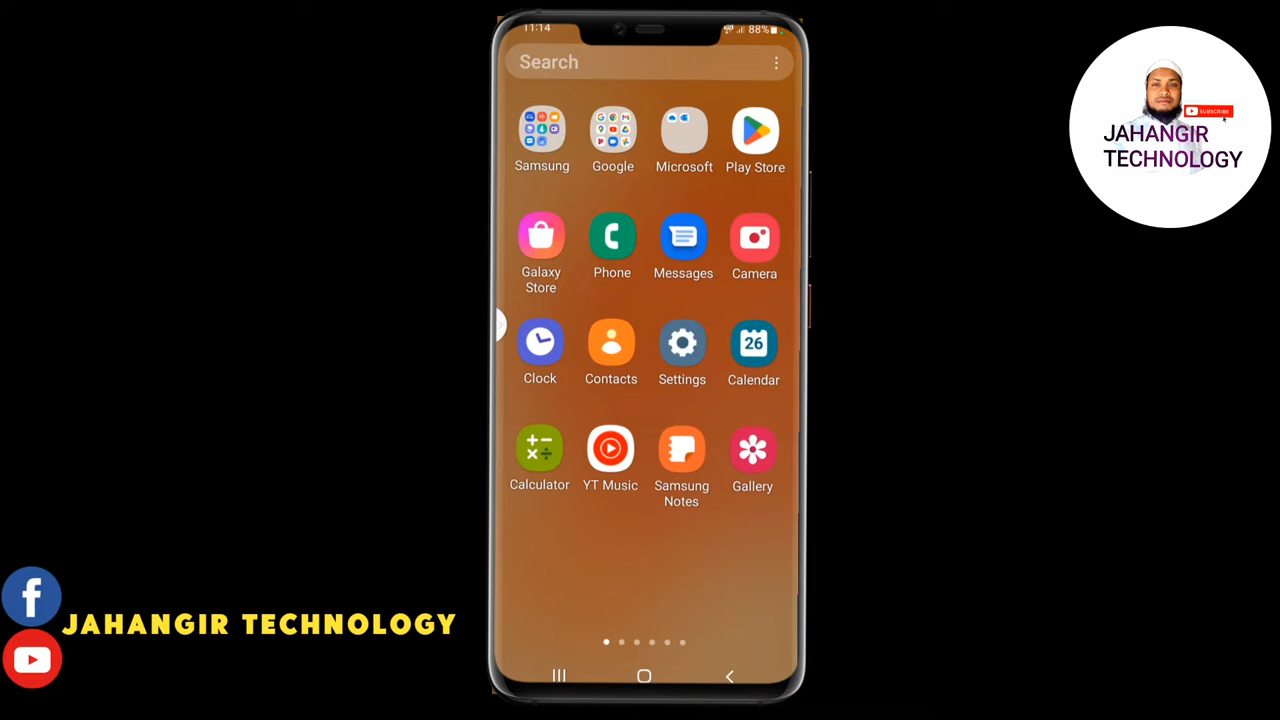 11:14
88%
Search
Samsung
Google
Microsoft
Play Store
Galaxy
Store
Phone
Messages
Camera
Clock
Contacts
Settings
26
Calendar
Calculator
YT Music
Samsung
Notes
Gallery
SUBSCRIBE
JAHANGIR
TECHNOLOGY
JAHANGIR TECHNOLOGY